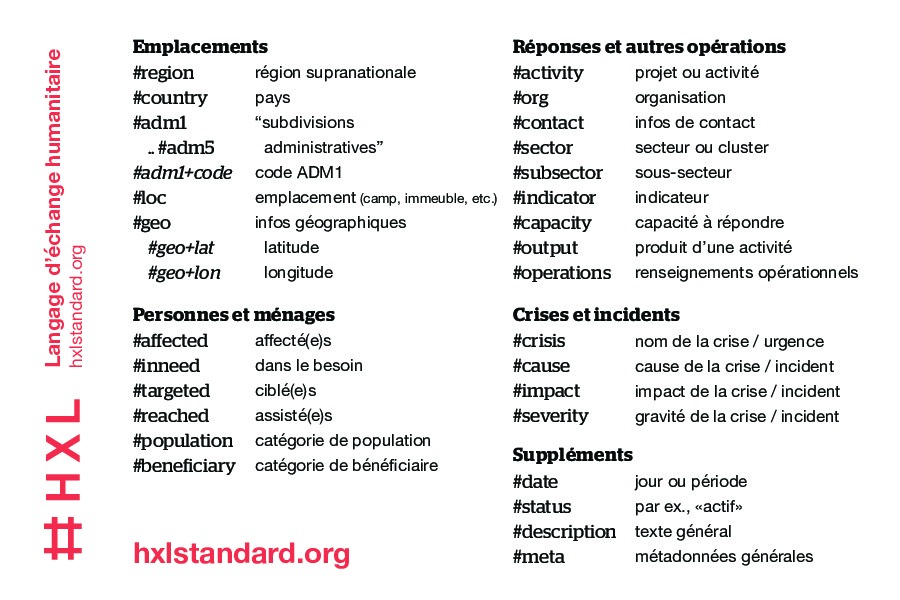 #HXL Langage d'échange humanitaire
hxlstandard.org
Emplacements
#region région supranationale
#country pays
#adm1 “subdivisions
.. #adm5 administratives”
#adm1+code code ADM1
#loc emplacement (camp, immeuble, etc.)
#geo infos géographiques
#geo+lat latitude
#geo+lon longitude
Personnes et ménages
#affected affecté(e)s
#inneed dans le besoin
#targeted ciblé(e)s
#reached assisté(e)s
#population catégorie de population
#beneficiary catégorie de bénéficiaire
hxlstandard.org
Réponses et autres opérations
#activity projet ou activité
#org organisation
#contact infos de contact
#sector secteur ou cluster
#subsector sous-secteur
#indicator indicateur
#capacity capacité à répondre
#output produit d’une activité
#operations renseignements opérationnels
Crises et incidents
#crisis nom de la crise / urgence
#cause cause de la crise / incident
#impact impact de la crise / incident
#severity gravité de la crise / incident
Suppléments
#date jour ou période
#status par ex., «actif»
#description texte général
#meta métadonnées générales